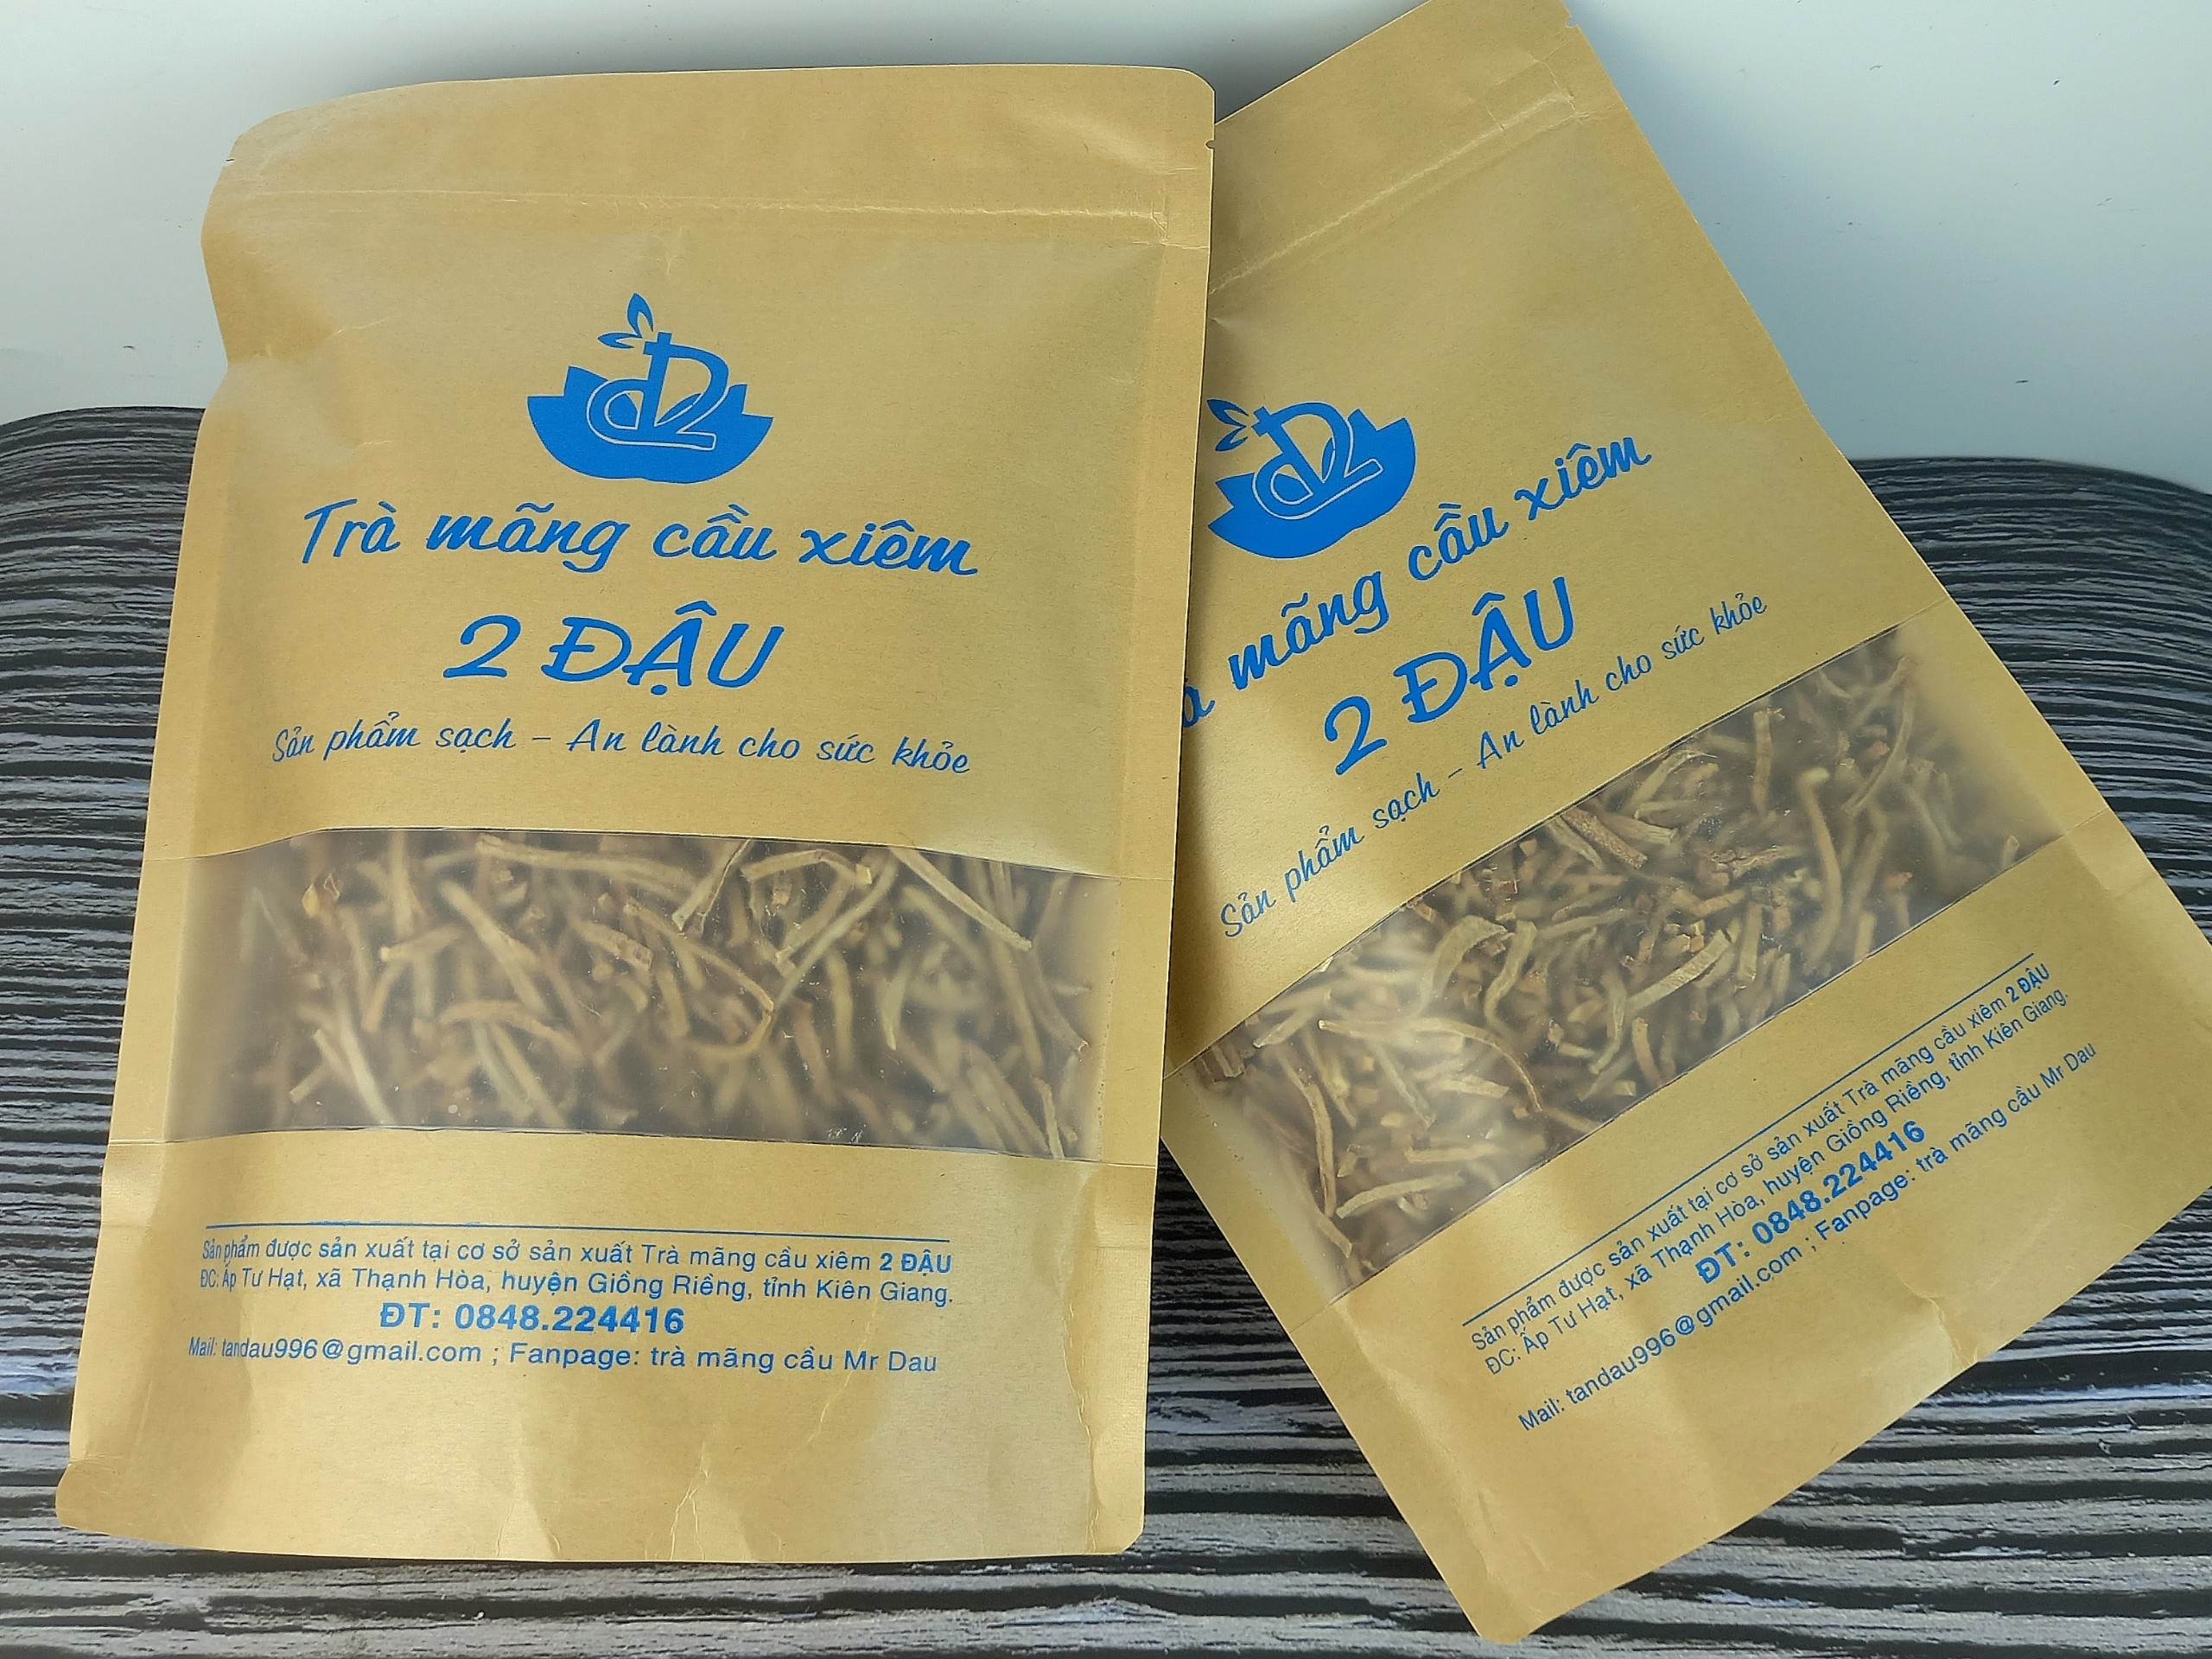 Trà mãng cầu xiêm
2 ĐẬU
Sản phẩm sạch – An lành cho sức khỏe
Sản phẩm được sản xuất tại cơ sở sản xuất Trà mãng cầu xiêm 2 ĐẬU
ĐC: Ấp Tư Hạt, xã Thạnh Hòa, huyện Giồng Riềng, tỉnh Kiên Giang.
ĐT: 0848.224416
Mail: tandau996@gmail.com ; Fanpage: trà mãng cầu Mr Dau
mãng cầu xiêm
2 ĐẬU
Sản phẩm sạch – An lành cho sức khỏe
Sản phẩm được sản xuất tại cơ sở sản xuất Trà mãng cầu xiêm 2 ĐẬU
ĐC: Ấp Tư Hạt, xã Thạnh Hòa, huyện Giồng Riềng, tỉnh Kiên Giang.
ĐT: 0848.224416
Mail: tandau996@gmail.com ; Fanpage: trà mãng cầu Mr Dau